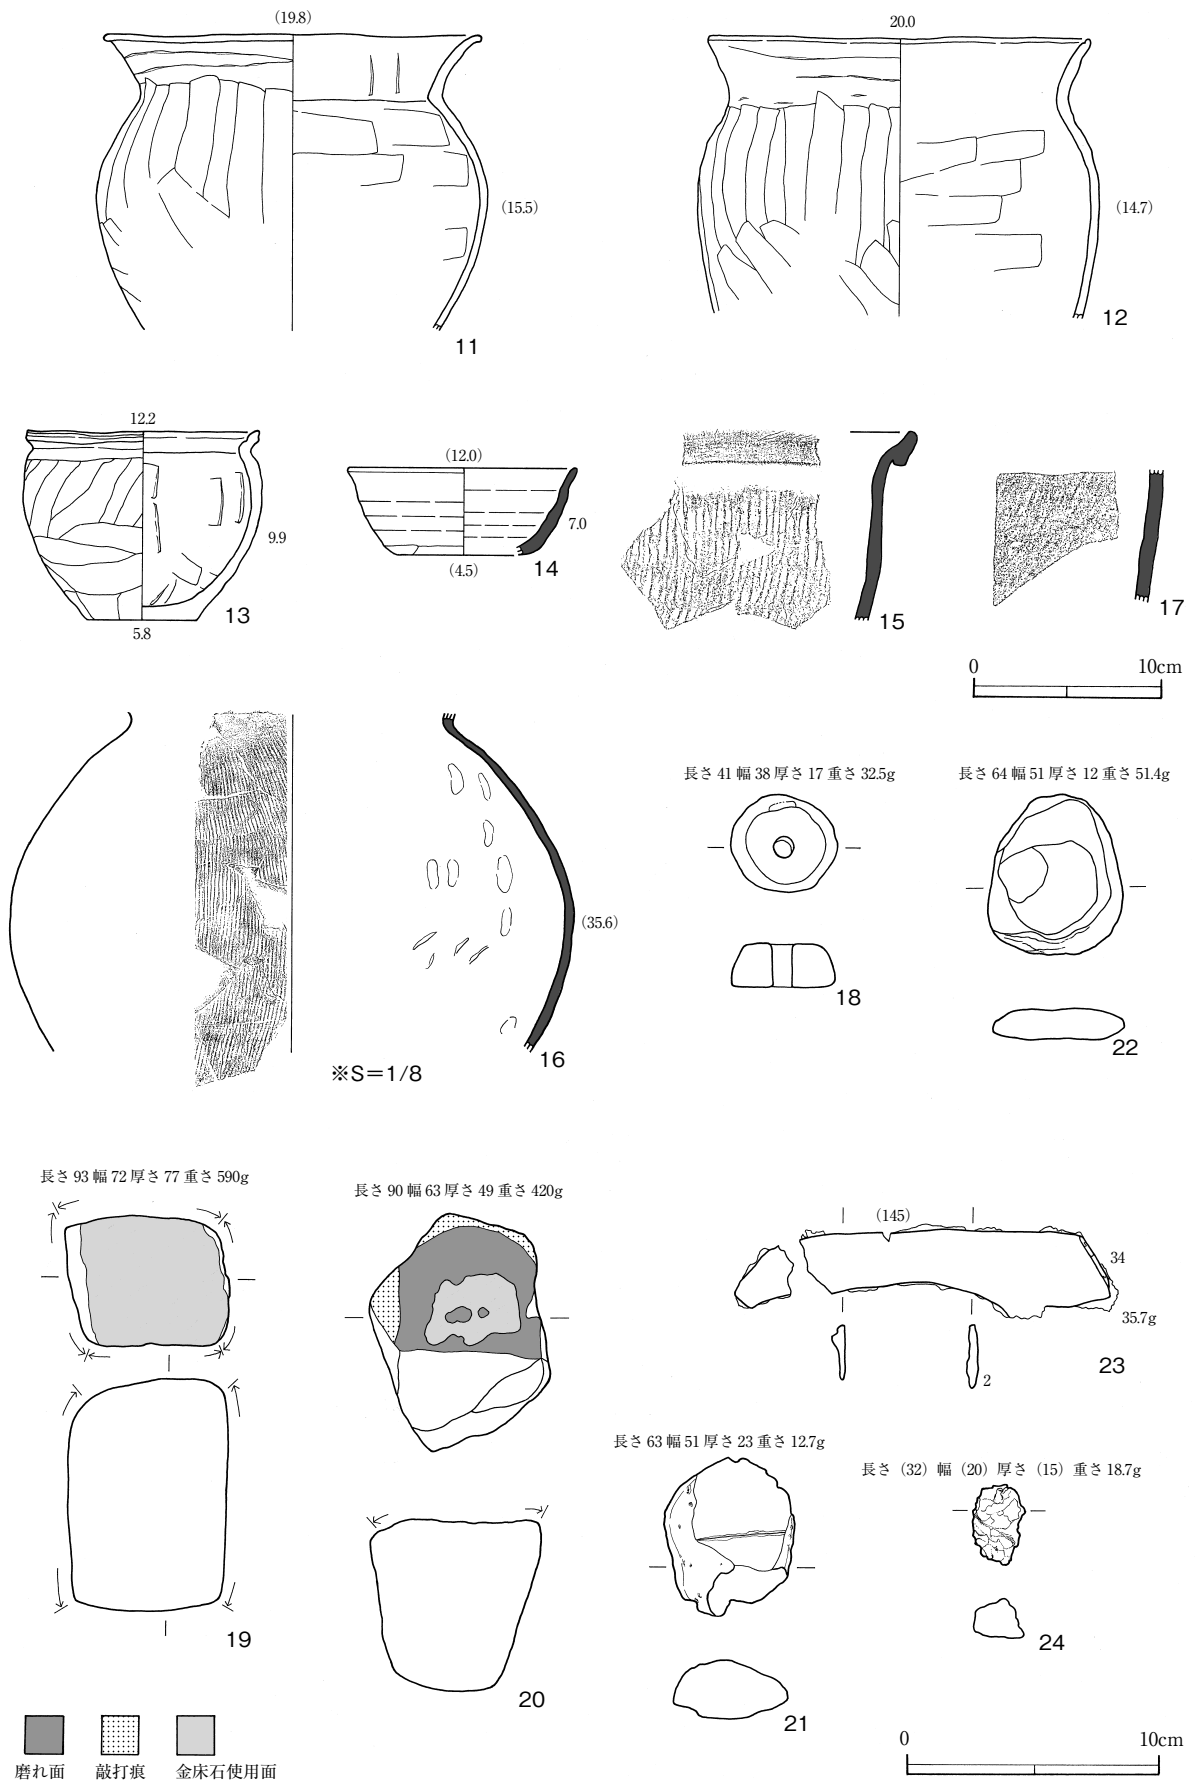 (19.8)
20.0
(15.5)
(14.7)
11
12
12.2
(12.0)
9.9
7.0
13
(4.5)
14
15
17
5.8
0 10cm
長さ 41 幅 38 厚さ 17 重さ 32.5g
長さ 64 幅 51 厚さ 12 重さ 51.4g
(35.6)
18
22
16
※S=1/8
長さ 93 幅 72 厚さ 77 重さ 590g
長さ 90 幅 63 厚さ 49 重さ 420g
(145)
34
35.7g
23
2
長さ 63 幅 51 厚さ 23 重さ 12.7g
長さ (32) 幅 (20) 厚さ (15) 重さ 18.7g
19
24
20
21
磨れ面 敲打痕 金床石使用面
0 10cm